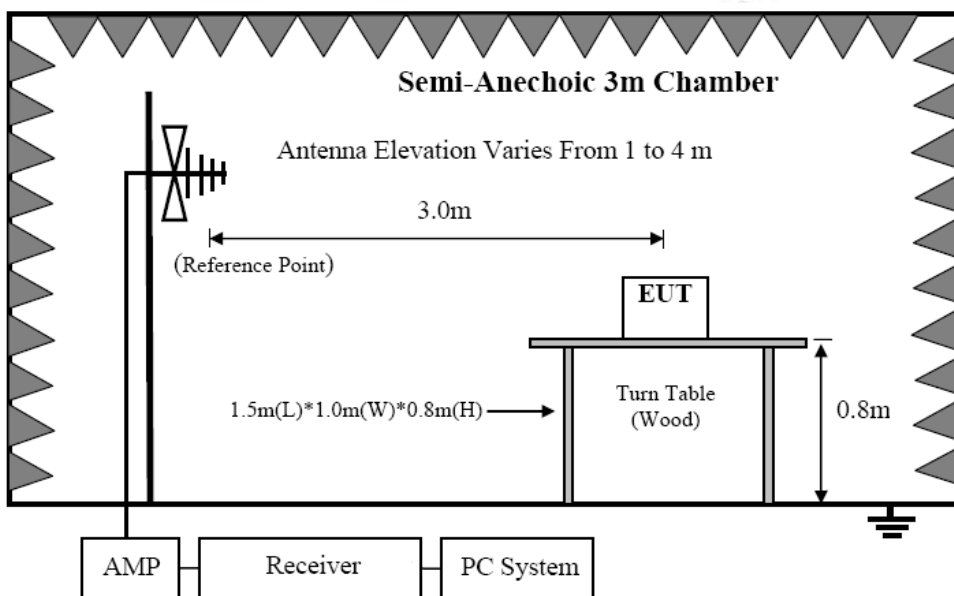 Semi-Anechoic 3m Chamber
Antenna Elevation Varies From 1 to 4 m
3.0m
(Reference Point)
EUT
1.5m(L)*1.0m(W)*0.8m(H)
Turn Table
(Wood)
0.8m
AMP
Receiver
PC System